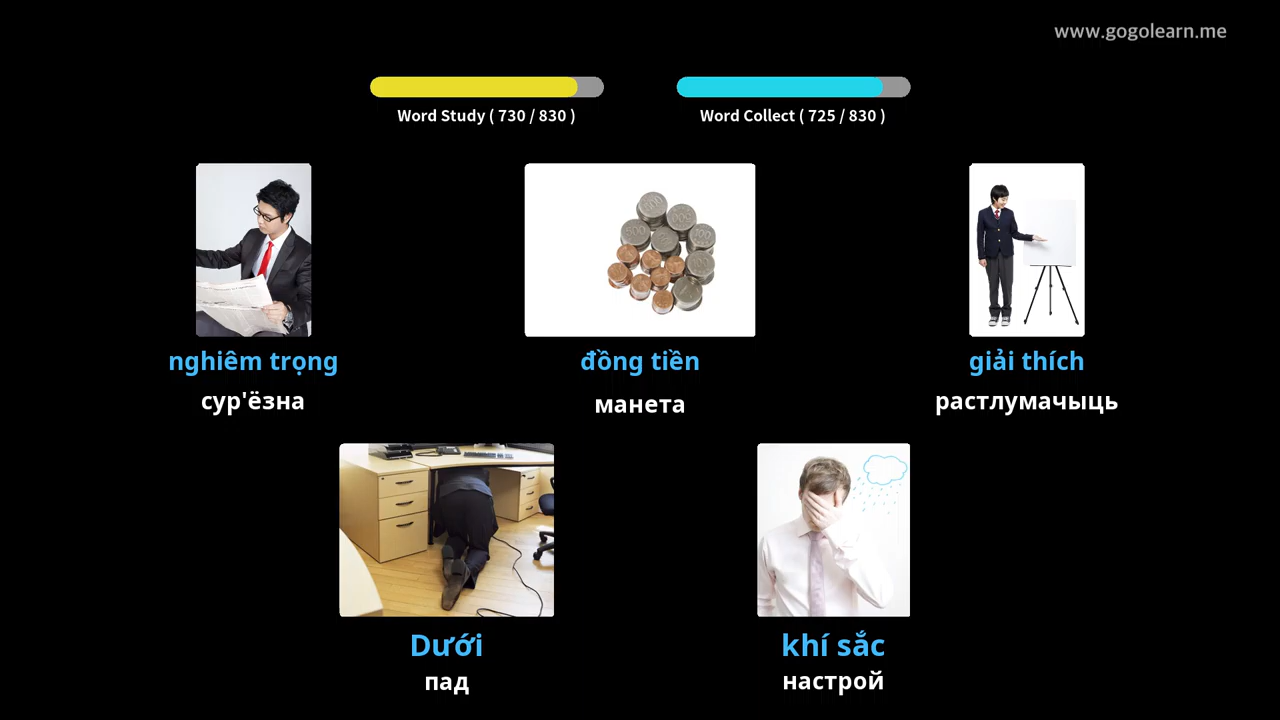 www.gogolearn.me
Word Study ( 730 / 830 )
Word Collect ( 725 / 830 )
nghiêm trọng
đồng tiền
giải thích
сур'ёзна
манета
растлумачыць
Dưới
khí sắc
пад
настрой